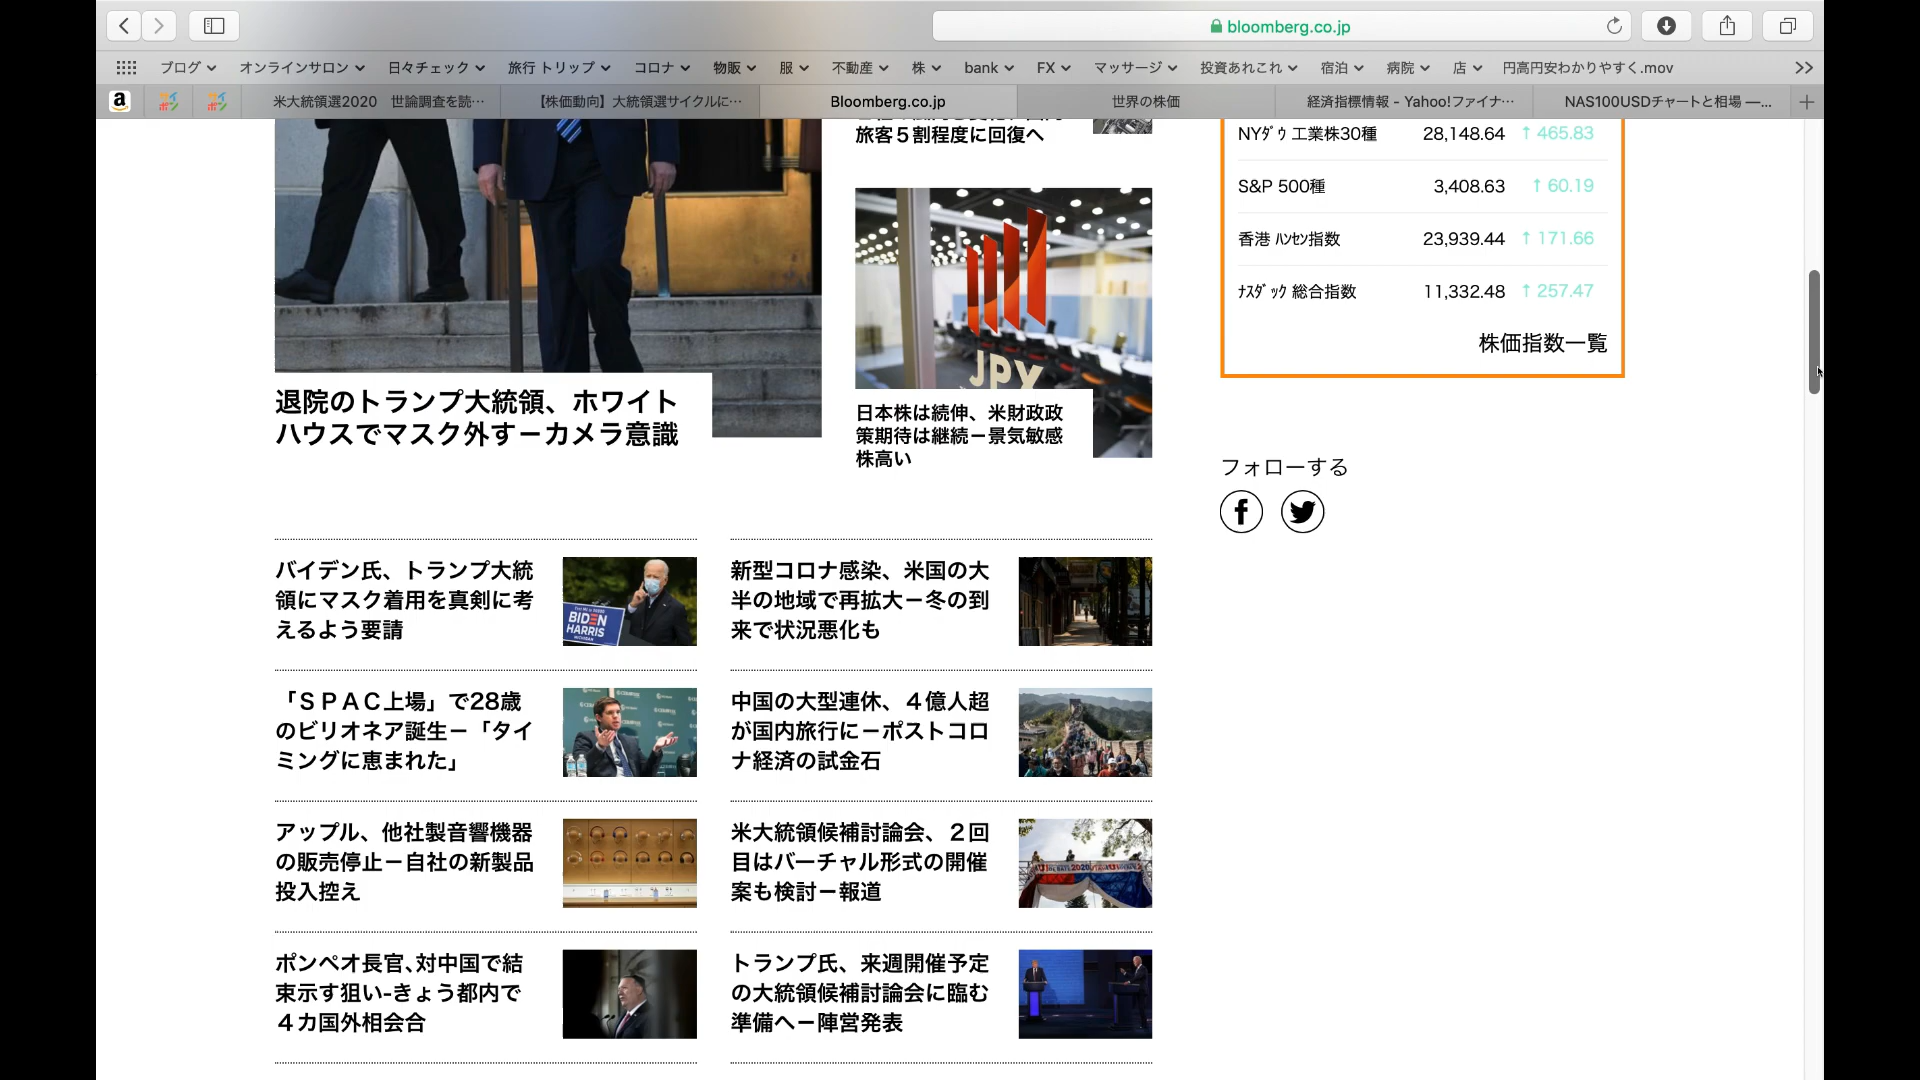 bloomberg.co.jp
ブログ オンラインサロン 日々チェック 旅行 トリップ コロナ 物販 服 不動産 株 bank FX マッサージ 投資あれこれ 宿泊 病院 店 円高円安わかりやすく.mov
米大統領選2020 世論調査を読… 【株価動向】大統領選サイクルに… Bloomberg.co.jp 世界の株価 経済指標情報 - Yahoo!ファイナ… NAS100USDチャートと相場 —…
旅客５割程度に回復へ
JPX
退院のトランプ大統領、ホワイト
ハウスでマスク外す－カメラ意識
日本株は続伸、米財政政
策期待は継続－景気敏感
株高い
NYﾀﾞｳ 工業株30種 28,148.64 ↑ 465.83
S&P 500種 3,408.63 ↑ 60.19
香港 ﾊﾝｾﾝ指数 23,939.44 ↑ 171.66
ﾅｽﾀﾞｯｸ 総合指数 11,332.48 ↑ 257.47
株価指数一覧
フォローする
バイデン氏、トランプ大統
領にマスク着用を真剣に考
えるよう要請
BIDEN
HARRIS
新型コロナ感染、米国の大
半の地域で再拡大－冬の到
来で状況悪化も
「ＳＰＡＣ上場」で28歳
のビリオネア誕生－「タイ
ミングに恵まれた」
中国の大型連休、４億人超
が国内旅行に－ポストコロ
ナ経済の試金石
アップル、他社製音響機器
の販売停止－自社の新製品
投入控え
米大統領候補討論会、２回
目はバーチャル形式の開催
案も検討－報道
ポンペオ長官､対中国で結
束示す狙い-きょう都内で
４カ国外相会合
トランプ氏、来週開催予定
の大統領候補討論会に臨む
準備へ－陣営発表